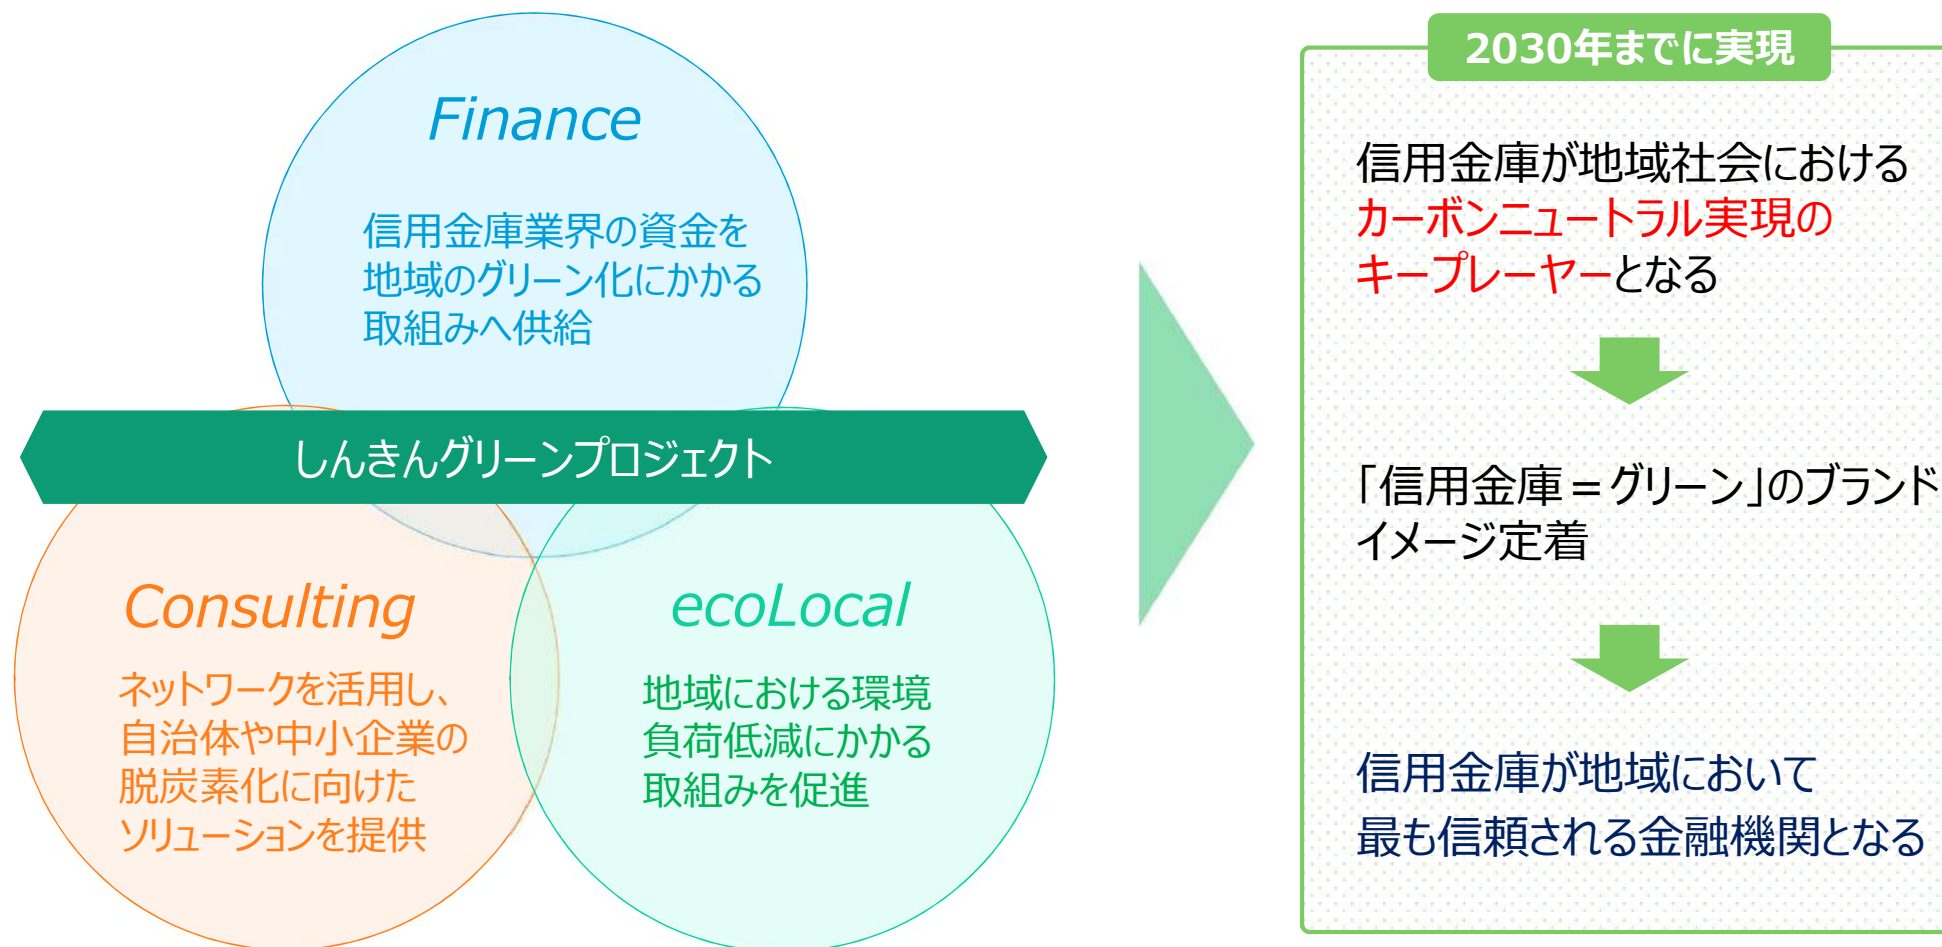 Finance
信用金庫業界の資金を
地域のグリーン化にかかる
取組みへ供給
しんきんグリーンプロジェクト
Consulting
ネットワークを活用し、
自治体や中小企業の
脱炭素化に向けた
ソリューションを提供
ecoLocal
地域における環境
負荷低減にかかる
取組みを促進
2030年までに実現
信用金庫が地域社会における
カーボンニュートラル実現の
キープレーヤーとなる
「信用金庫＝グリーン」のブランド
イメージ定着
信用金庫が地域において
最も信頼される金融機関となる